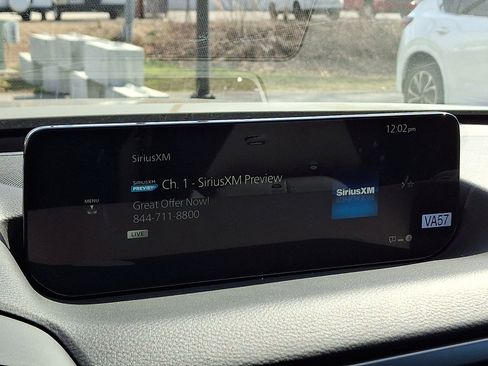 12:02pm
SiriusXM
SIRIUSXM
PREVIEW
Ch. 1 - SiriusXM Preview
MENU
Great Offer Now!
844-711-8800
LIVE
SiriusXM
VA57